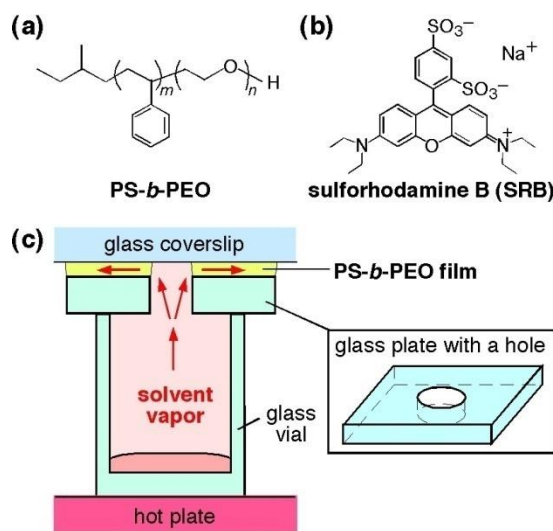 (a)
(b)
SO₃⁻
Na⁺
SO₃⁻
O
H
m
n
N
O
N⁺
PS-b-PEO
sulforhodamine B (SRB)
(c)
glass coverslip
PS-b-PEO film
glass plate with a hole
solvent
vapor
glass
vial
hot plate